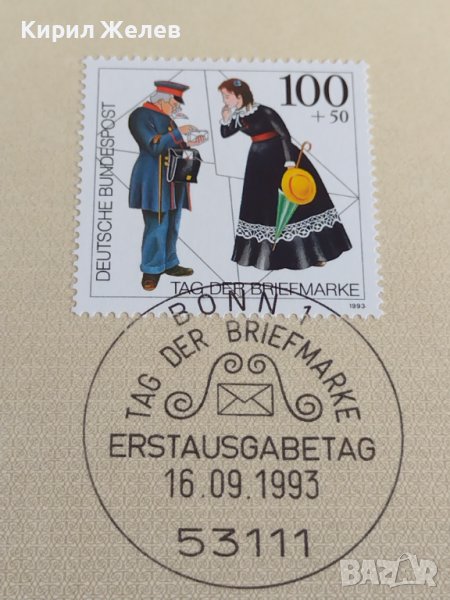 Кирил Желев
100
+ 50
DEUTSCHE BUNDESPOST
TAG DER BRIEFMARKE
1993
BONN 1
TAG DER BRIEFMARKE
ERSTAUSGABETAG
16.09.1993
53111
BAZAR